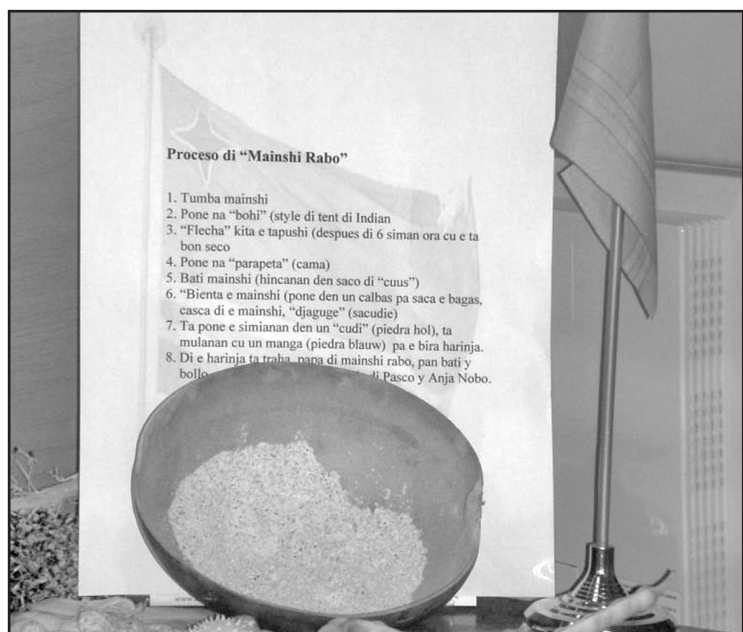 Proceso di “Mainshi Rabo”
1. Tumba mainshi
2. Pone na “bohi” (style di tent di Indian
3. “Flecha” kita e tapushi (despues di 6 siman ora cu e ta
bon seco
4. Pone na “parapeta” (cama)
5. Bati mainshi (hincanan den saco di “cuus”)
6. “Bienta e mainshi (pone den un calbas pa saca e bagas,
casca di e mainshi, “djaguge” (sacudie)
7. Ta pone e simianan den un “cudi” (piedra hol), ta
mulanan cu un manga (piedra blauw) pa e bira harinja.
8. Di e harinja ta traha papa di mainshi rabo, pan bati y
bollo di Pasco y Anja Nobo.